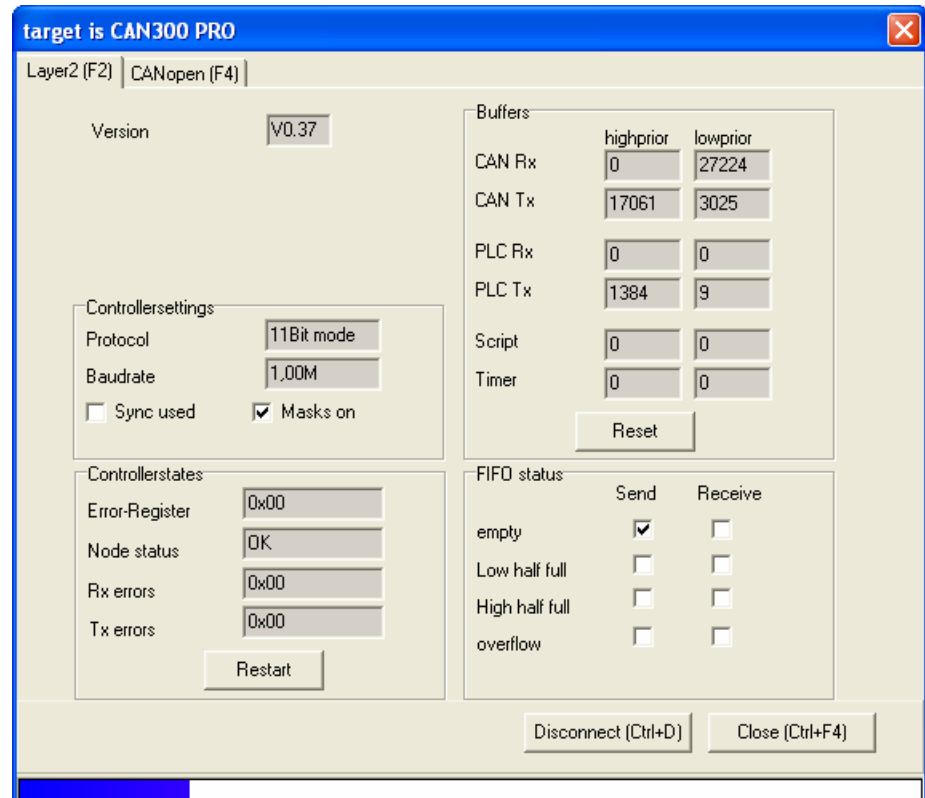 target is CAN300 PRO
Layer2 (F2) CANopen (F4)
Version V0.37
Controllersettings
Protocol 11Bit mode
Baudrate 1,00M
Sync used Masks on
Controllerstates
Error-Register 0x00
Node status OK
Rx errors 0x00
Tx errors 0x00
Restart
Buffers
highprior lowprior
CAN Rx 0 27224
CAN Tx 17061 3025
PLC Rx 0 0
PLC Tx 1384 9
Script 0 0
Timer 0 0
Reset
FIFO status
Send Receive
empty
Low half full
High half full
overflow
Disconnect (Ctrl+D) Close (Ctrl+F4)